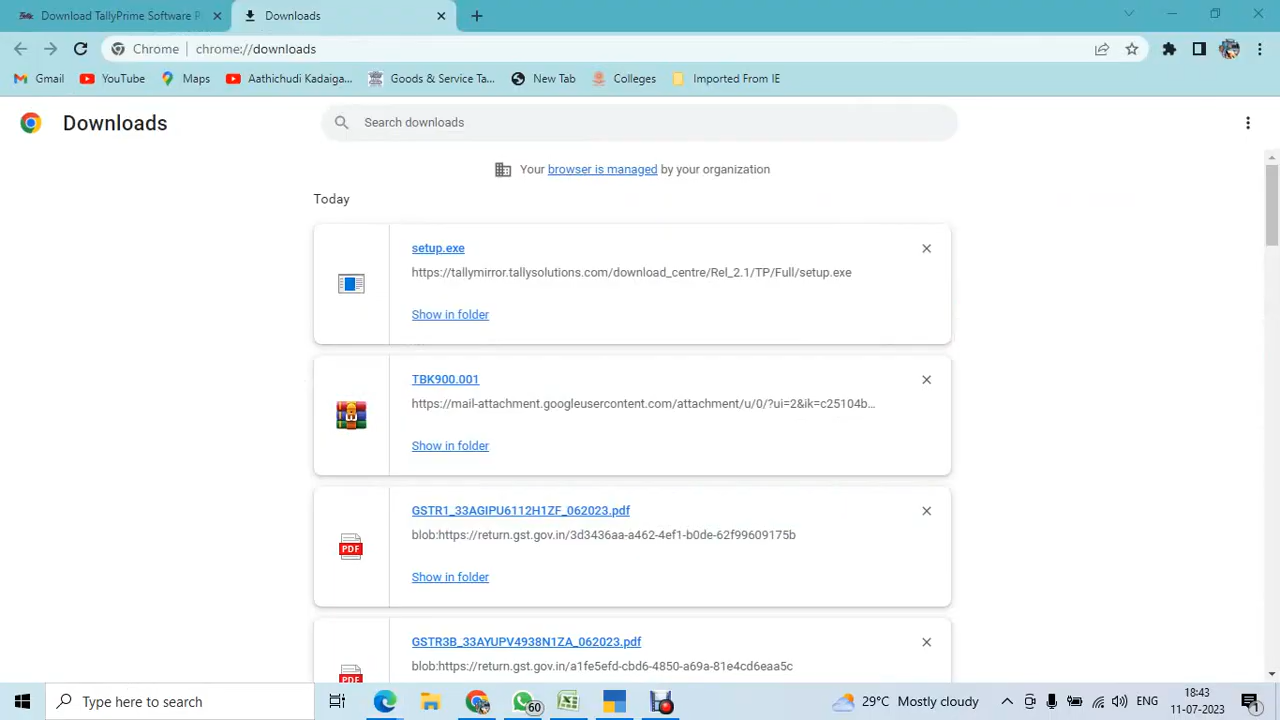 Download TallyPrime Software R
Downloads
Chrome
chrome://downloads
Gmail
YouTube
Maps
Aathichudi Kadaiga...
Goods & Service Ta...
New Tab
Colleges
Imported From IE
Downloads
Search downloads
Your browser is managed by your organization
Today
setup.exe
https://tallymirror.tallysolutions.com/download_centre/Rel_2.1/TP/Full/setup.exe
Show in folder
TBK900.001
https://mail-attachment.googleusercontent.com/attachment/u/0/?ui=2&ik=c25104b...
Show in folder
GSTR1_33AGIPU6112H1ZF_062023.pdf
blob:https://return.gst.gov.in/3d3436aa-a462-4ef1-b0de-62f99609175b
PDF
Show in folder
GSTR3B_33AYUPV4938N1ZA_062023.pdf
blob:https://return.gst.gov.in/a1fe5efd-cbd6-4850-a69a-81e4cd6eaa5c
PDF
Type here to search
60
29°C Mostly cloudy
ENG
18:43
11-07-2023
1